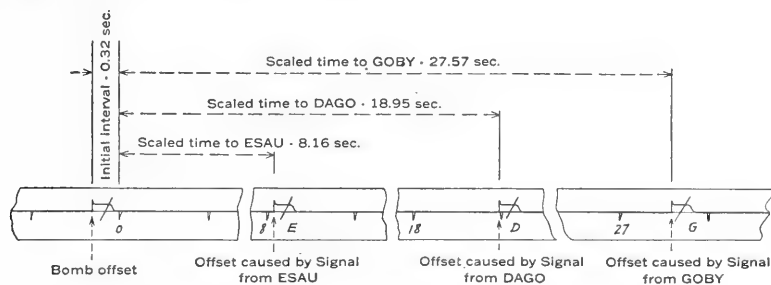 Initial interval - 0.32 sec.
Scaled time to GOBY - 27.57 sec.
Scaled time to DAGO - 18.95 sec.
Scaled time to ESAU - 8.16 sec.
0 8 E 18 D 27 G
Bomb offset
Offset caused by Signal
from ESAU
Offset caused by Signal
from DAGO
Offset caused by Signal
from GOBY